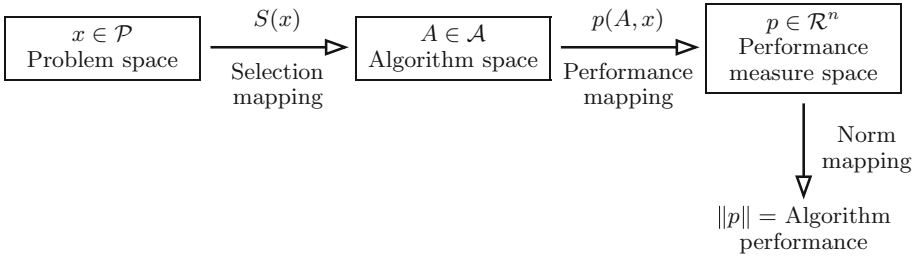 x ∈ 𝒫
Problem space
S(x)
Selection
mapping
A ∈ 𝒜
Algorithm space
p(A, x)
Performance
mapping
p ∈ ℛⁿ
Performance
measure space
Norm
mapping
‖p‖ = Algorithm
performance